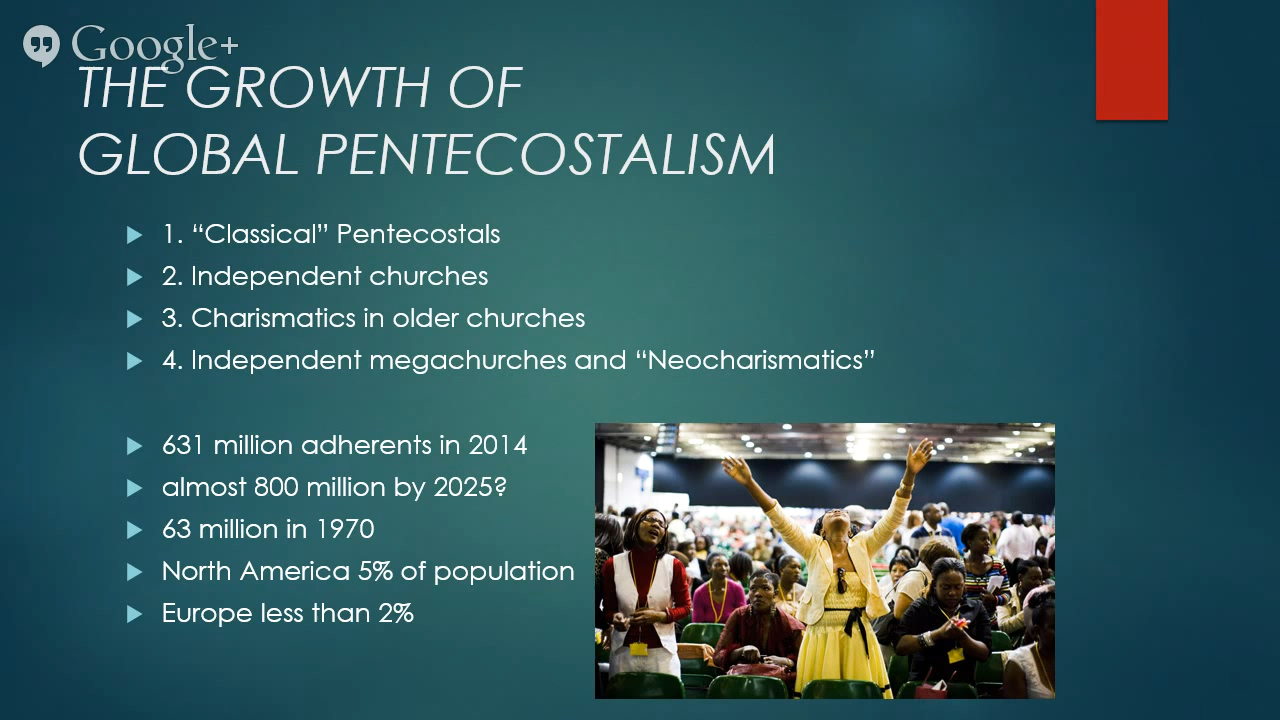 Google+
THE GROWTH OF
GLOBAL PENTECOSTALISM
1. “Classical” Pentecostals
2. Independent churches
3. Charismatics in older churches
4. Independent megachurches and “Neocharismatics”
631 million adherents in 2014
almost 800 million by 2025?
63 million in 1970
North America 5% of population
Europe less than 2%